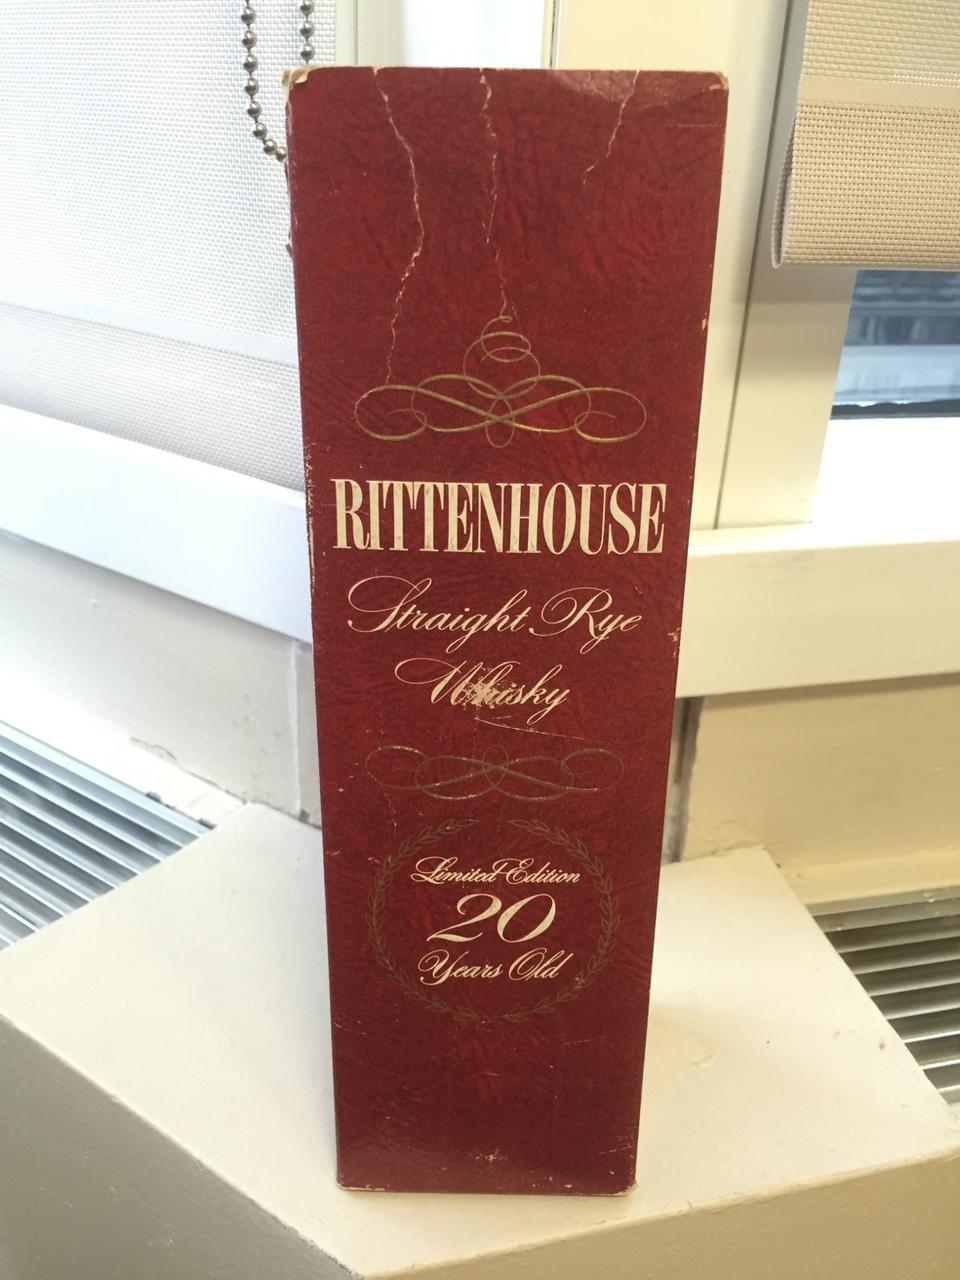 RITTENHOUSE
Straight Rye
Whisky
Limited Edition
20
Years Old